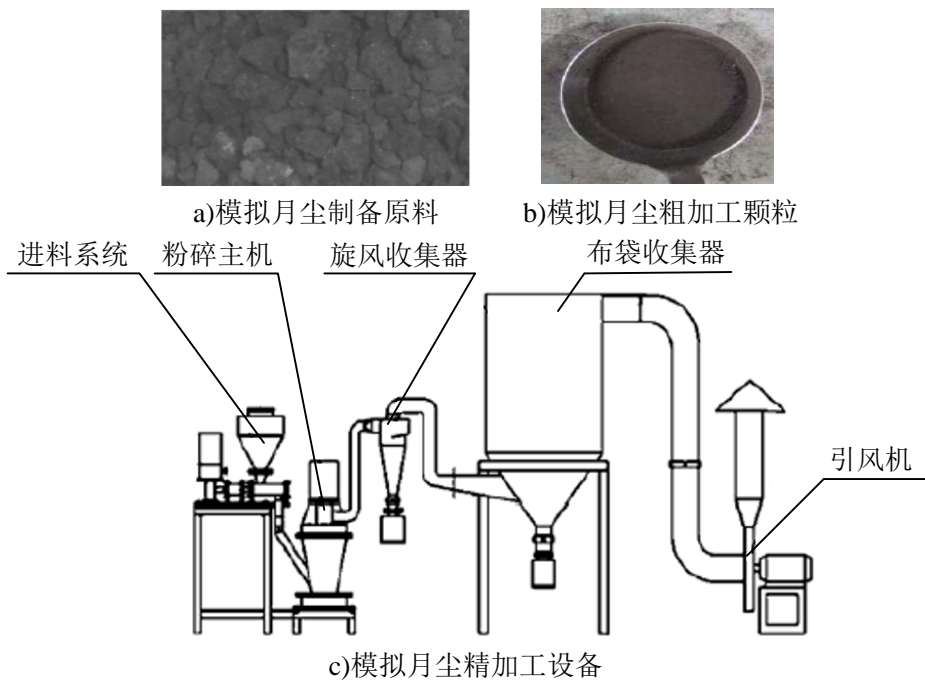 a)模拟月尘制备原料
b)模拟月尘粗加工颗粒
进料系统
粉碎主机
旋风收集器
布袋收集器
引风机
c)模拟月尘精加工设备